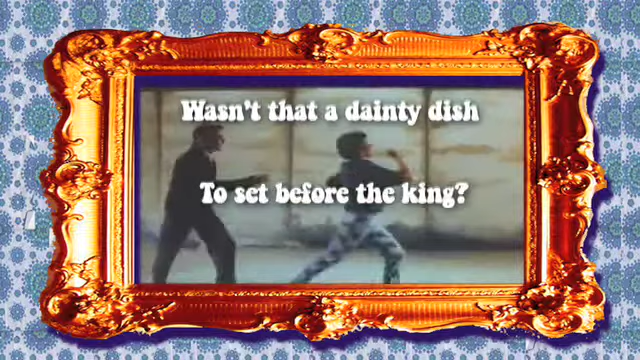 Wasn't that a dainty dish
To set before the king?